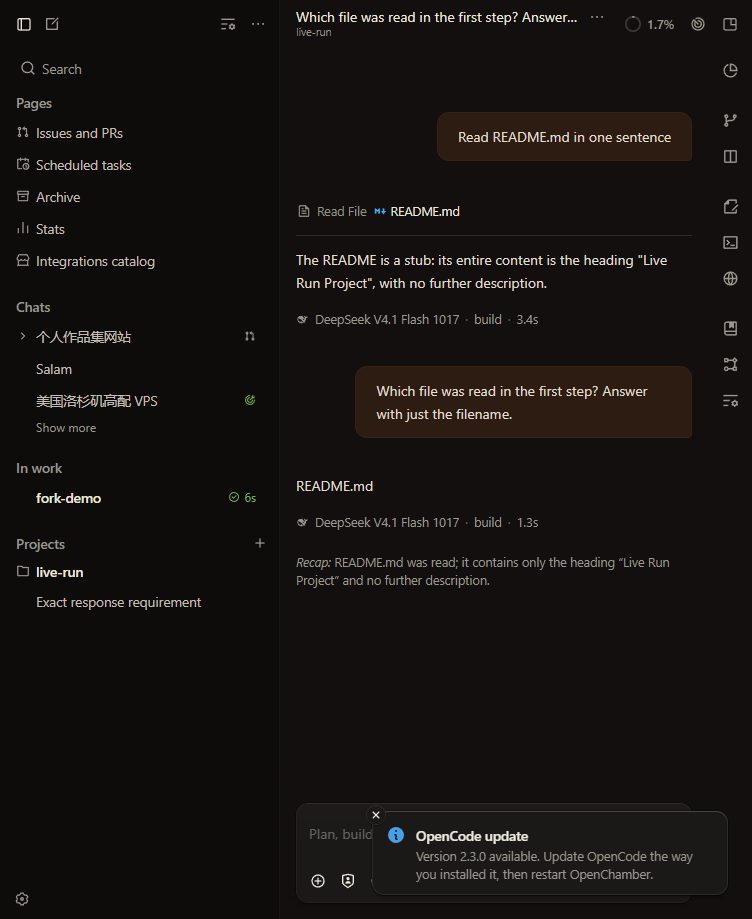 Search
Pages
Issues and PRs
Scheduled tasks
Archive
Stats
Integrations catalog
Chats
个人作品集网站
Salam
美国洛杉矶高配 VPS
Show more
In work
fork-demo
6s
Projects
live-run
Exact response requirement
Which file was read in the first step? Answer...
live-run
1.7%
Read README.md in one sentence
Read File README.md
The README is a stub: its entire content is the heading "Live
Run Project", with no further description.
DeepSeek V4.1 Flash 1017 · build · 3.4s
Which file was read in the first step? Answer
with just the filename.
README.md
DeepSeek V4.1 Flash 1017 · build · 1.3s
Recap: README.md was read; it contains only the heading “Live Run
Project” and no further description.
Plan, build
OpenCode update
Version 2.3.0 available. Update OpenCode the way
you installed it, then restart OpenChamber.